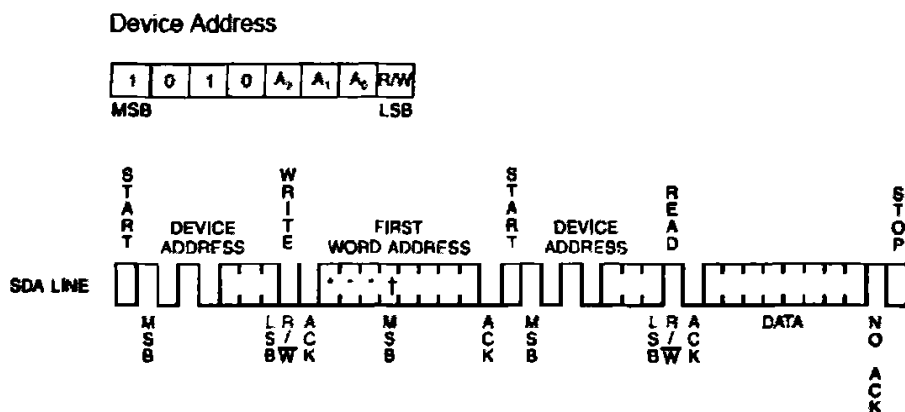 Device Address
1 0 1 0 A₂ A₁ A₀ R/W
MSB LSB
START WRITE START READ STOP
DEVICE ADDRESS FIRST WORD ADDRESS DEVICE ADDRESS
SDA LINE * * * †
MSB LSB R/W ACK MSB ACK MSB LSB R/W ACK DATA NO ACK